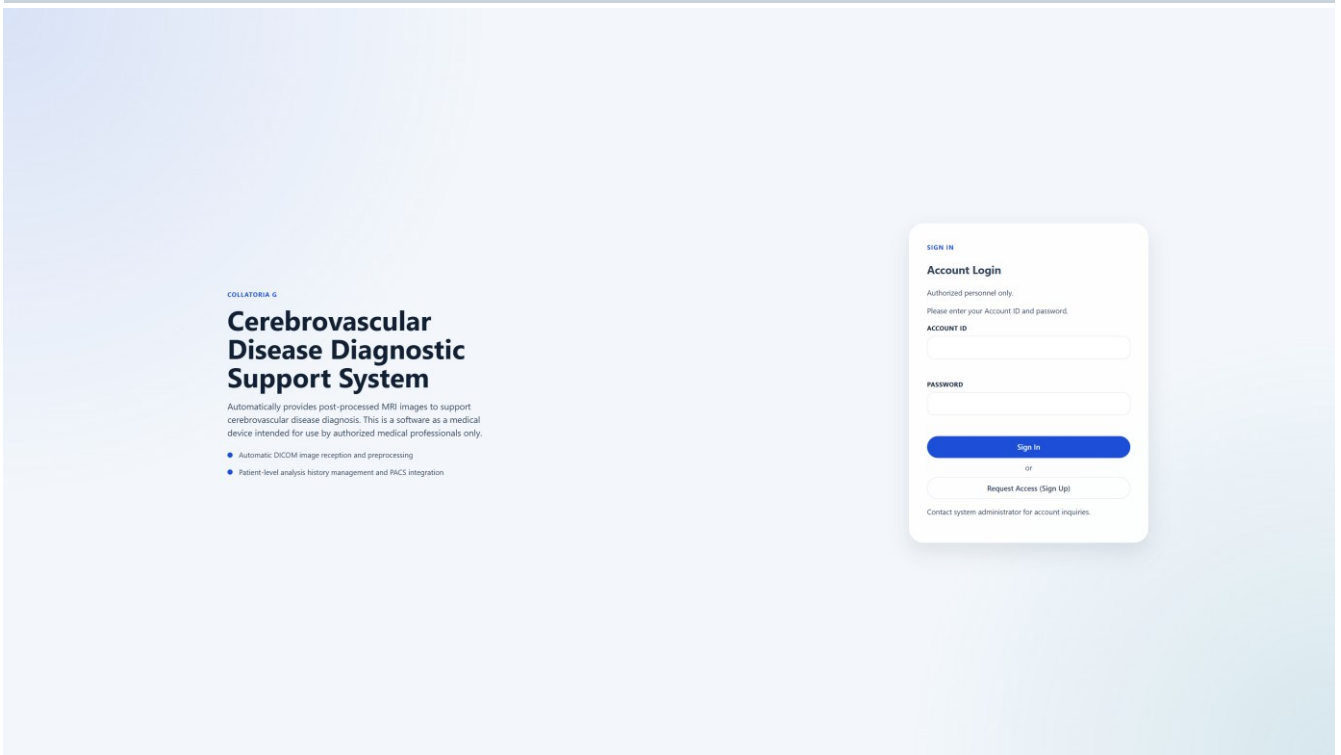 COLLATORIA G
Cerebrovascular
Disease Diagnostic
Support System
Automatically provides post-processed MRI images to support
cerebrovascular disease diagnosis. This is a software as a medical
device intended for use by authorized medical professionals only.
Automatic DICOM image reception and preprocessing
Patient-level analysis history management and PACS integration
SIGN IN
Account Login
Authorized personnel only.
Please enter your Account ID and password.
ACCOUNT ID
PASSWORD
Sign In
or
Request Access (Sign Up)
Contact system administrator for account inquiries.